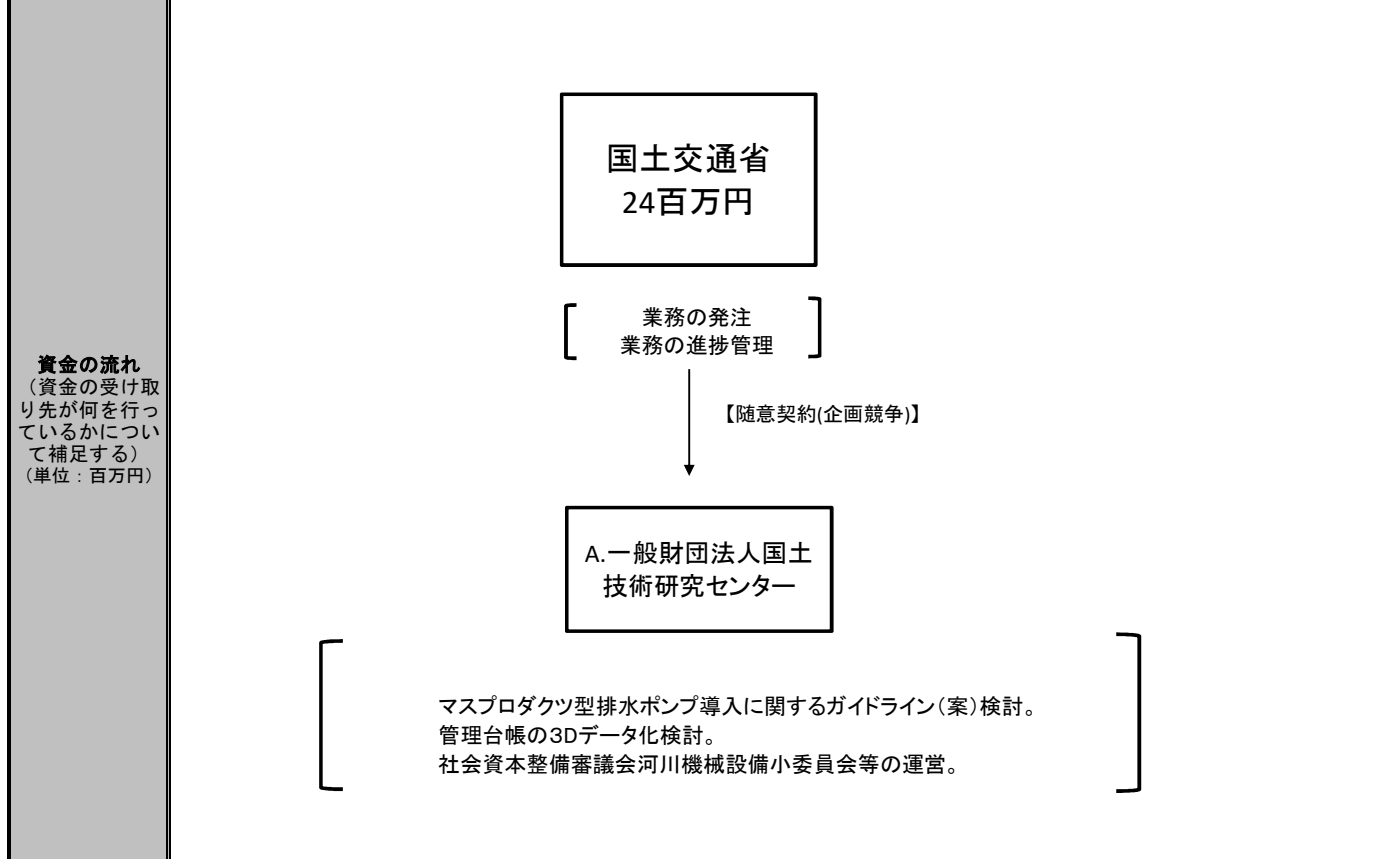 資金の流れ
（資金の受け取
り先が何を行っ
ているかについ
て補足する）
（単位：百万円）
国土交通省
24百万円
業務の発注
業務の進捗管理
【随意契約(企画競争)】
A.一般財団法人国土
技術研究センター
マスプロダクツ型排水ポンプ導入に関するガイドライン（案）検討。
管理台帳の3Dデータ化検討。
社会資本整備審議会河川機械設備小委員会等の運営。